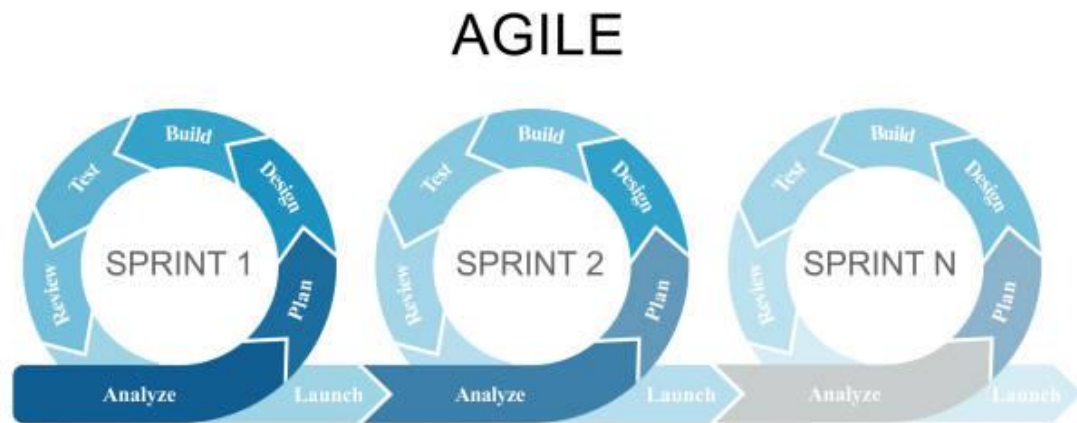 AGILE
Build
Test
Design
SPRINT 1
Review
Plan
Analyze
Launch
Build
Test
Design
SPRINT 2
Review
Plan
Analyze
Launch
Build
Test
Design
SPRINT N
Review
Plan
Analyze
Launch